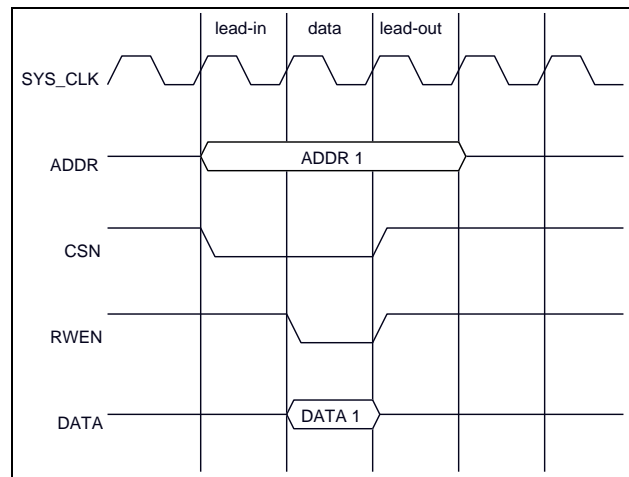 lead-in data lead-out
SYS_CLK
ADDR ADDR 1
CSN
RWEN
DATA DATA 1